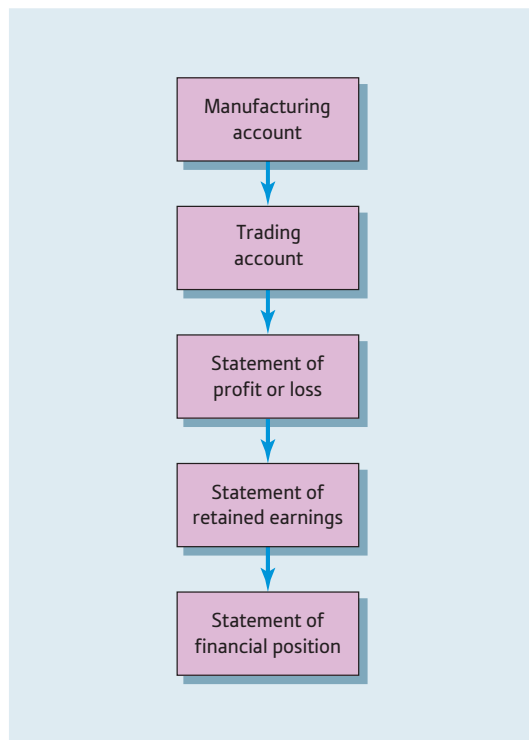 Manufacturing
account
Trading
account
Statement of
profit or loss
Statement of
retained earnings
Statement of
financial position